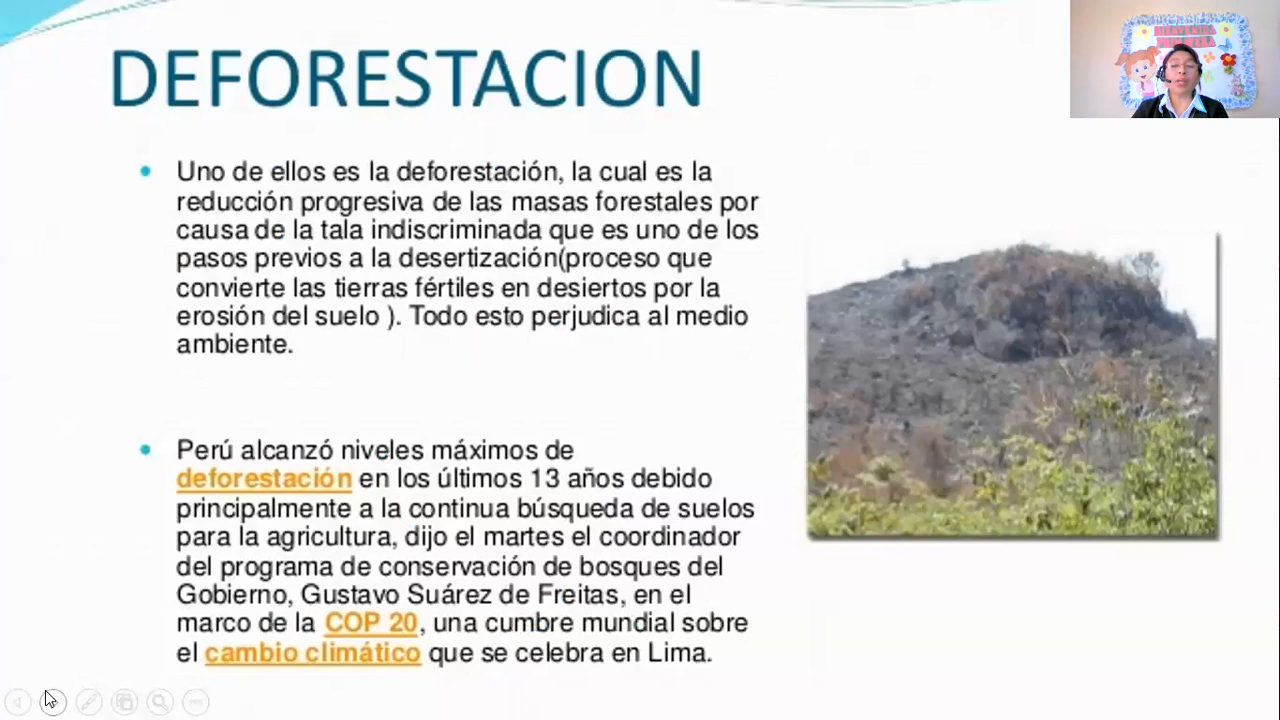 DEFORESTACION
BIENVENIDA
PRIMAVERA
Uno de ellos es la deforestación, la cual es la
reducción progresiva de las masas forestales por
causa de la tala indiscriminada que es uno de los
pasos previos a la desertización(proceso que
convierte las tierras fértiles en desiertos por la
erosión del suelo ). Todo esto perjudica al medio
ambiente.
Perú alcanzó niveles máximos de
deforestación en los últimos 13 años debido
principalmente a la continua búsqueda de suelos
para la agricultura, dijo el martes el coordinador
del programa de conservación de bosques del
Gobierno, Gustavo Suárez de Freitas, en el
marco de la COP 20, una cumbre mundial sobre
el cambio climático que se celebra en Lima.